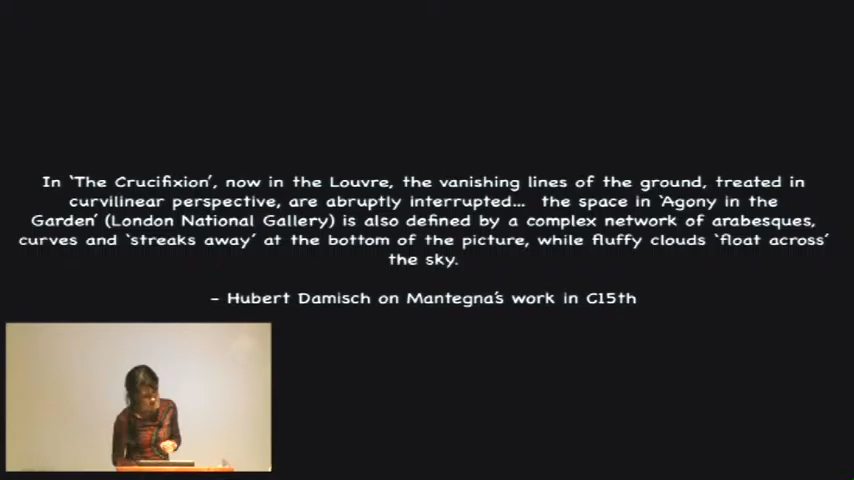 In 'The Crucifixion', now in the Louvre, the vanishing lines of the ground, treated in
curvilinear perspective, are abruptly interrupted... the space in 'Agony in the
Garden' (London National Gallery) is also defined by a complex network of arabesques,
curves and 'streaks away' at the bottom of the picture, while fluffy clouds 'float across'
the sky.
- Hubert Damisch on Mantegna's work in C15th